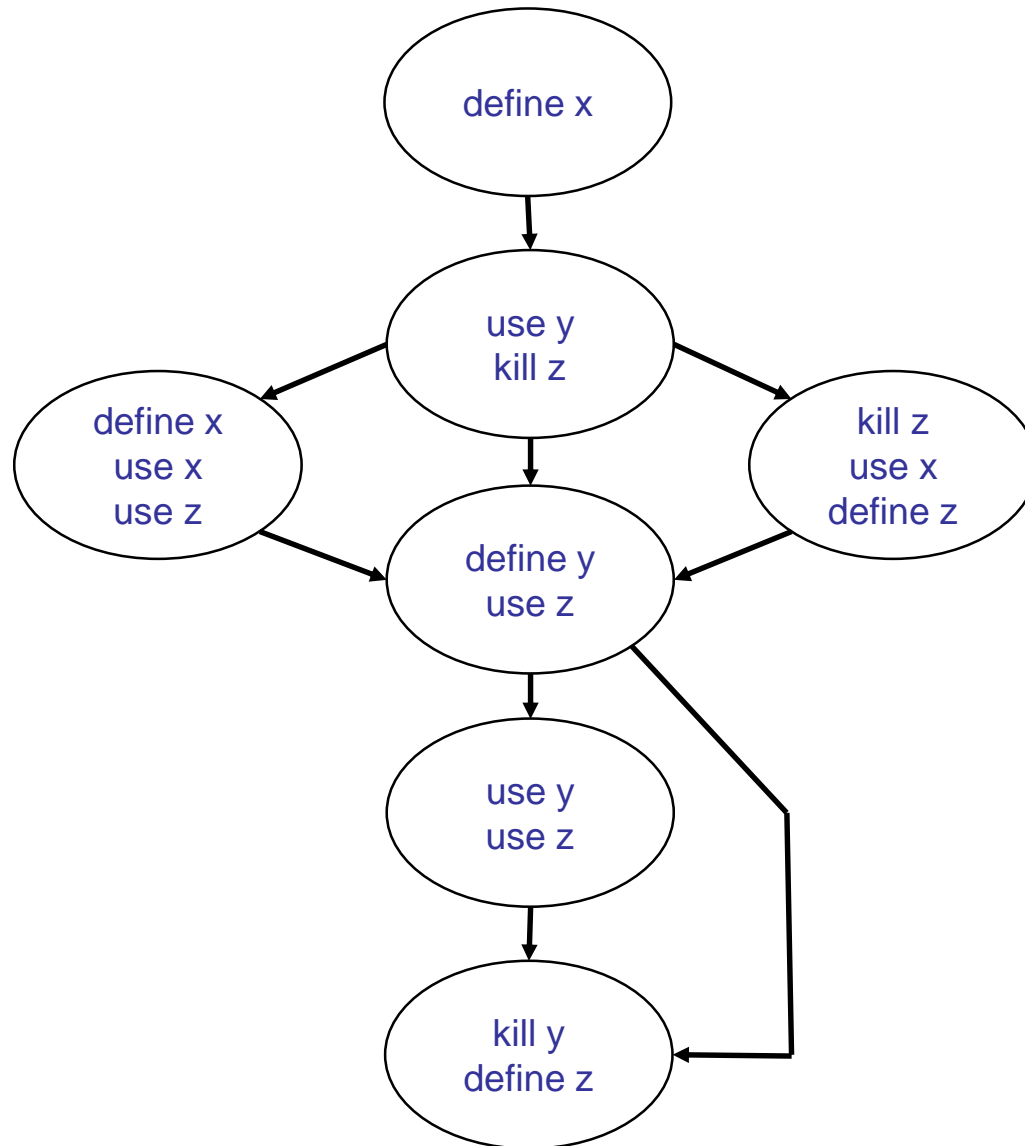 define x
use y
kill z
define x
use x
use z
kill z
use x
define z
define y
use z
use y
use z
kill y
define z